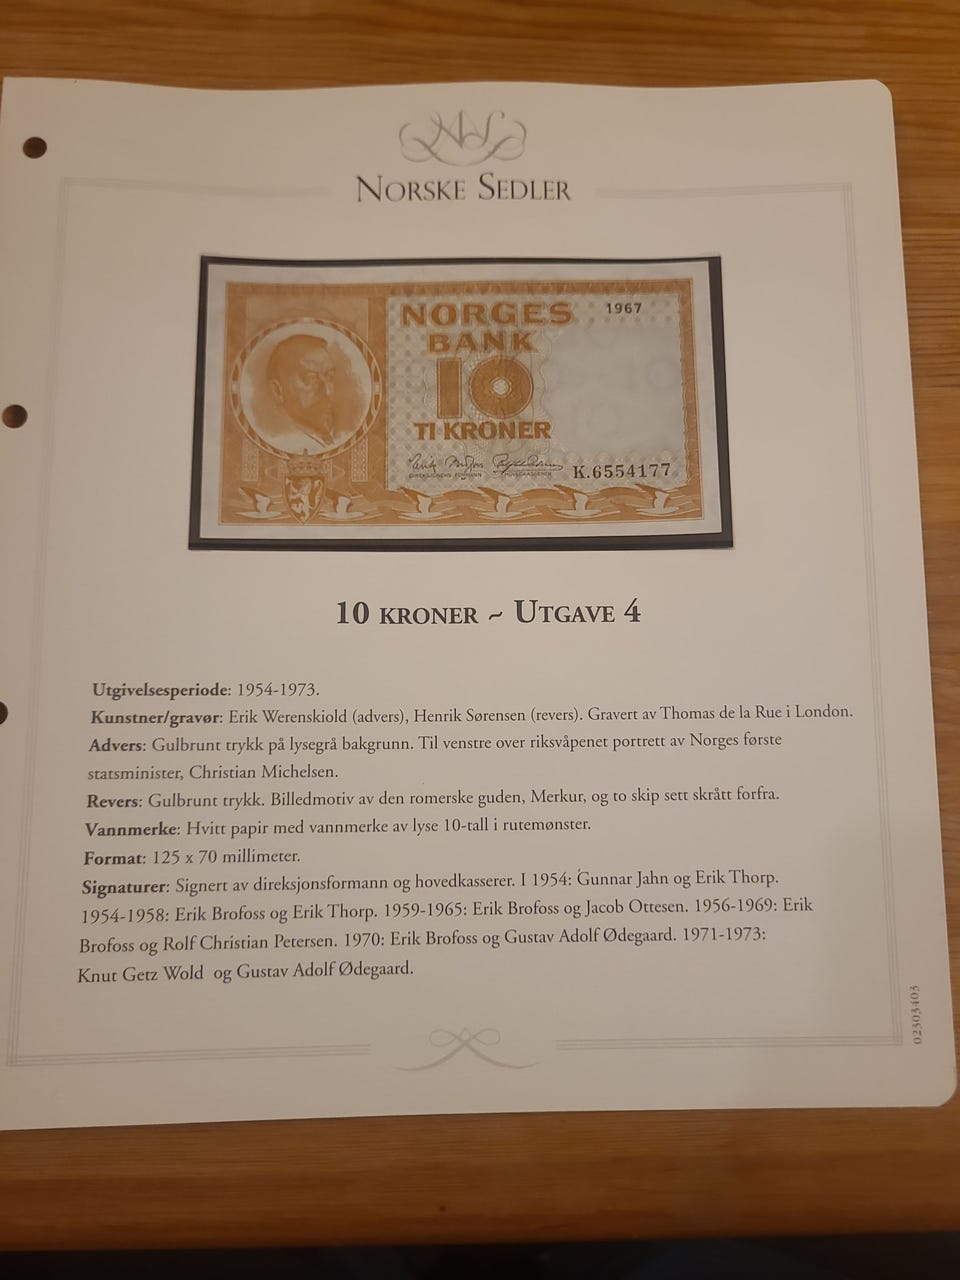 NORSKE SEDLER
NORGES
1967
BANK
10
TI KRONER
DIREKSJONENS FORMANN
HOVEDKASSERER
K.6554177
10 KRONER ~ UTGAVE 4
Utgivelsesperiode: 1954-1973.
Kunstner/gravør: Erik Werenskiold (advers), Henrik Sørensen (revers). Gravert av Thomas de la Rue i London.
Advers: Gulbrunt trykk på lysegrå bakgrunn. Til venstre over riksvåpenet portrett av Norges første
statsminister, Christian Michelsen.
Revers: Gulbrunt trykk. Billedmotiv av den romerske guden, Merkur, og to skip sett skrått forfra.
Vannmerke: Hvitt papir med vannmerke av lyse 10-tall i rutemønster.
Format: 125 x 70 millimeter.
Signaturer: Signert av direksjonsformann og hovedkasserer. I 1954: Gunnar Jahn og Erik Thorp.
1954-1958: Erik Brofoss og Erik Thorp. 1959-1965: Erik Brofoss og Jacob Ottesen. 1956-1969: Erik
Brofoss og Rolf Christian Petersen. 1970: Erik Brofoss og Gustav Adolf Ødegaard. 1971-1973:
Knut Getz Wold og Gustav Adolf Ødegaard.
02303403